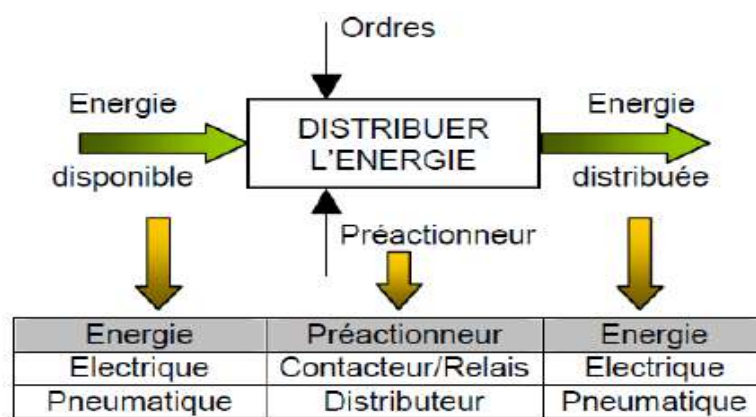 Ordres
Energie
disponible
DISTRIBUER
L'ENERGIE
Energie
distribuée
Préactionneur
Energie Préactionneur Energie
Electrique Contacteur/Relais Electrique
Pneumatique Distributeur Pneumatique